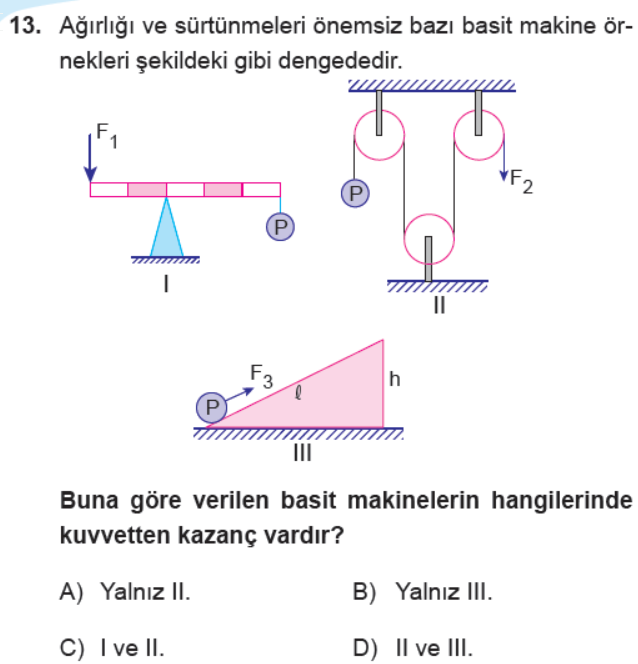 13. Ağırlığı ve sürtünmeleri önemsiz bazı basit makine ör-
nekleri şekildeki gibi dengededir.
F₁
P
I
P
F₂
II
F₃
P
ℓ
h
III
Buna göre verilen basit makinelerin hangilerinde
kuvvetten kazanç vardır?
A) Yalnız II.
B) Yalnız III.
C) I ve II.
D) II ve III.